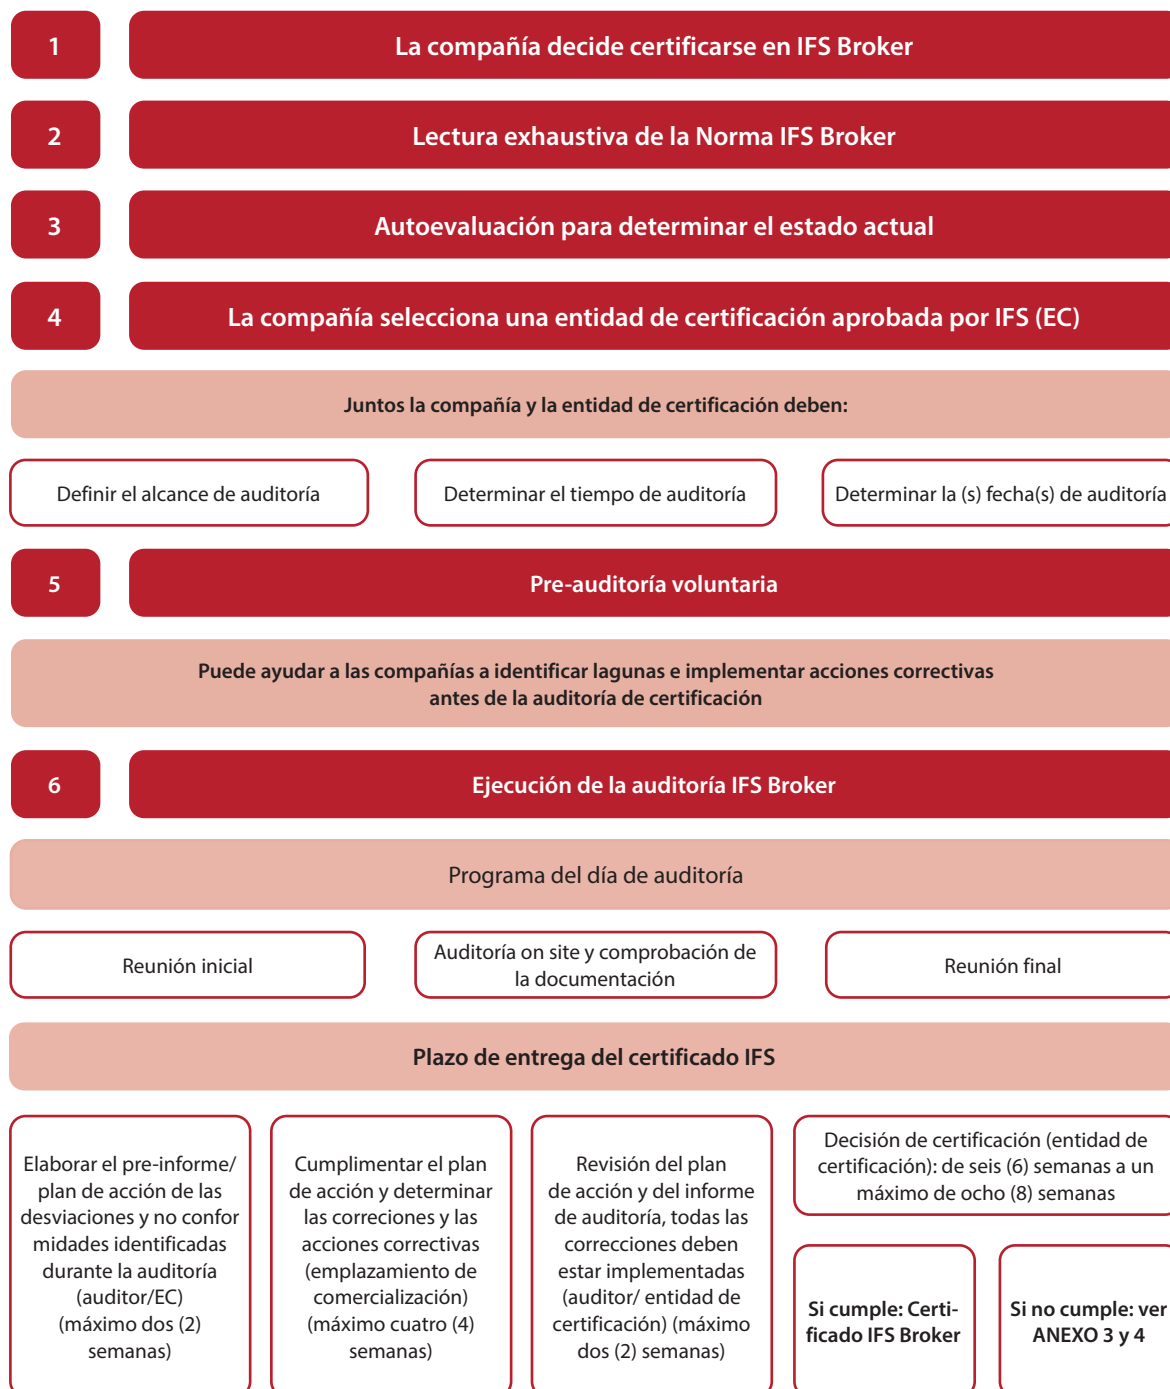 1
La compañía decide certificarse en IFS Broker
2
Lectura exhaustiva de la Norma IFS Broker
3
Autoevaluación para determinar el estado actual
4
La compañía selecciona una entidad de certificación aprobada por IFS (EC)
Juntos la compañía y la entidad de certificación deben:
Definir el alcance de auditoría
Determinar el tiempo de auditoría
Determinar la (s) fecha(s) de auditoría
5
Pre-auditoría voluntaria
Puede ayudar a las compañías a identificar lagunas e implementar acciones correctivas
antes de la auditoría de certificación
6
Ejecución de la auditoría IFS Broker
Programa del día de auditoría
Reunión inicial
Auditoría on site y comprobación de
la documentación
Reunión final
Plazo de entrega del certificado IFS
Elaborar el pre-informe/
plan de acción de las
desviaciones y no confor
midades identificadas
durante la auditoría
(auditor/EC)
(máximo dos (2)
semanas)
Cumplimentar el plan
de acción y determinar
las correciones y las
acciones correctivas
(emplazamiento de
comercialización)
(máximo cuatro (4)
semanas)
Revisión del plan
de acción y del informe
de auditoría, todas las
correcciones deben
estar implementadas
(auditor/ entidad de
certificación) (máximo
dos (2) semanas)
Decisión de certificación (entidad de
certificación): de seis (6) semanas a un
máximo de ocho (8) semanas
Si cumple: Certi-
ficado IFS Broker
Si no cumple: ver
ANEXO 3 y 4